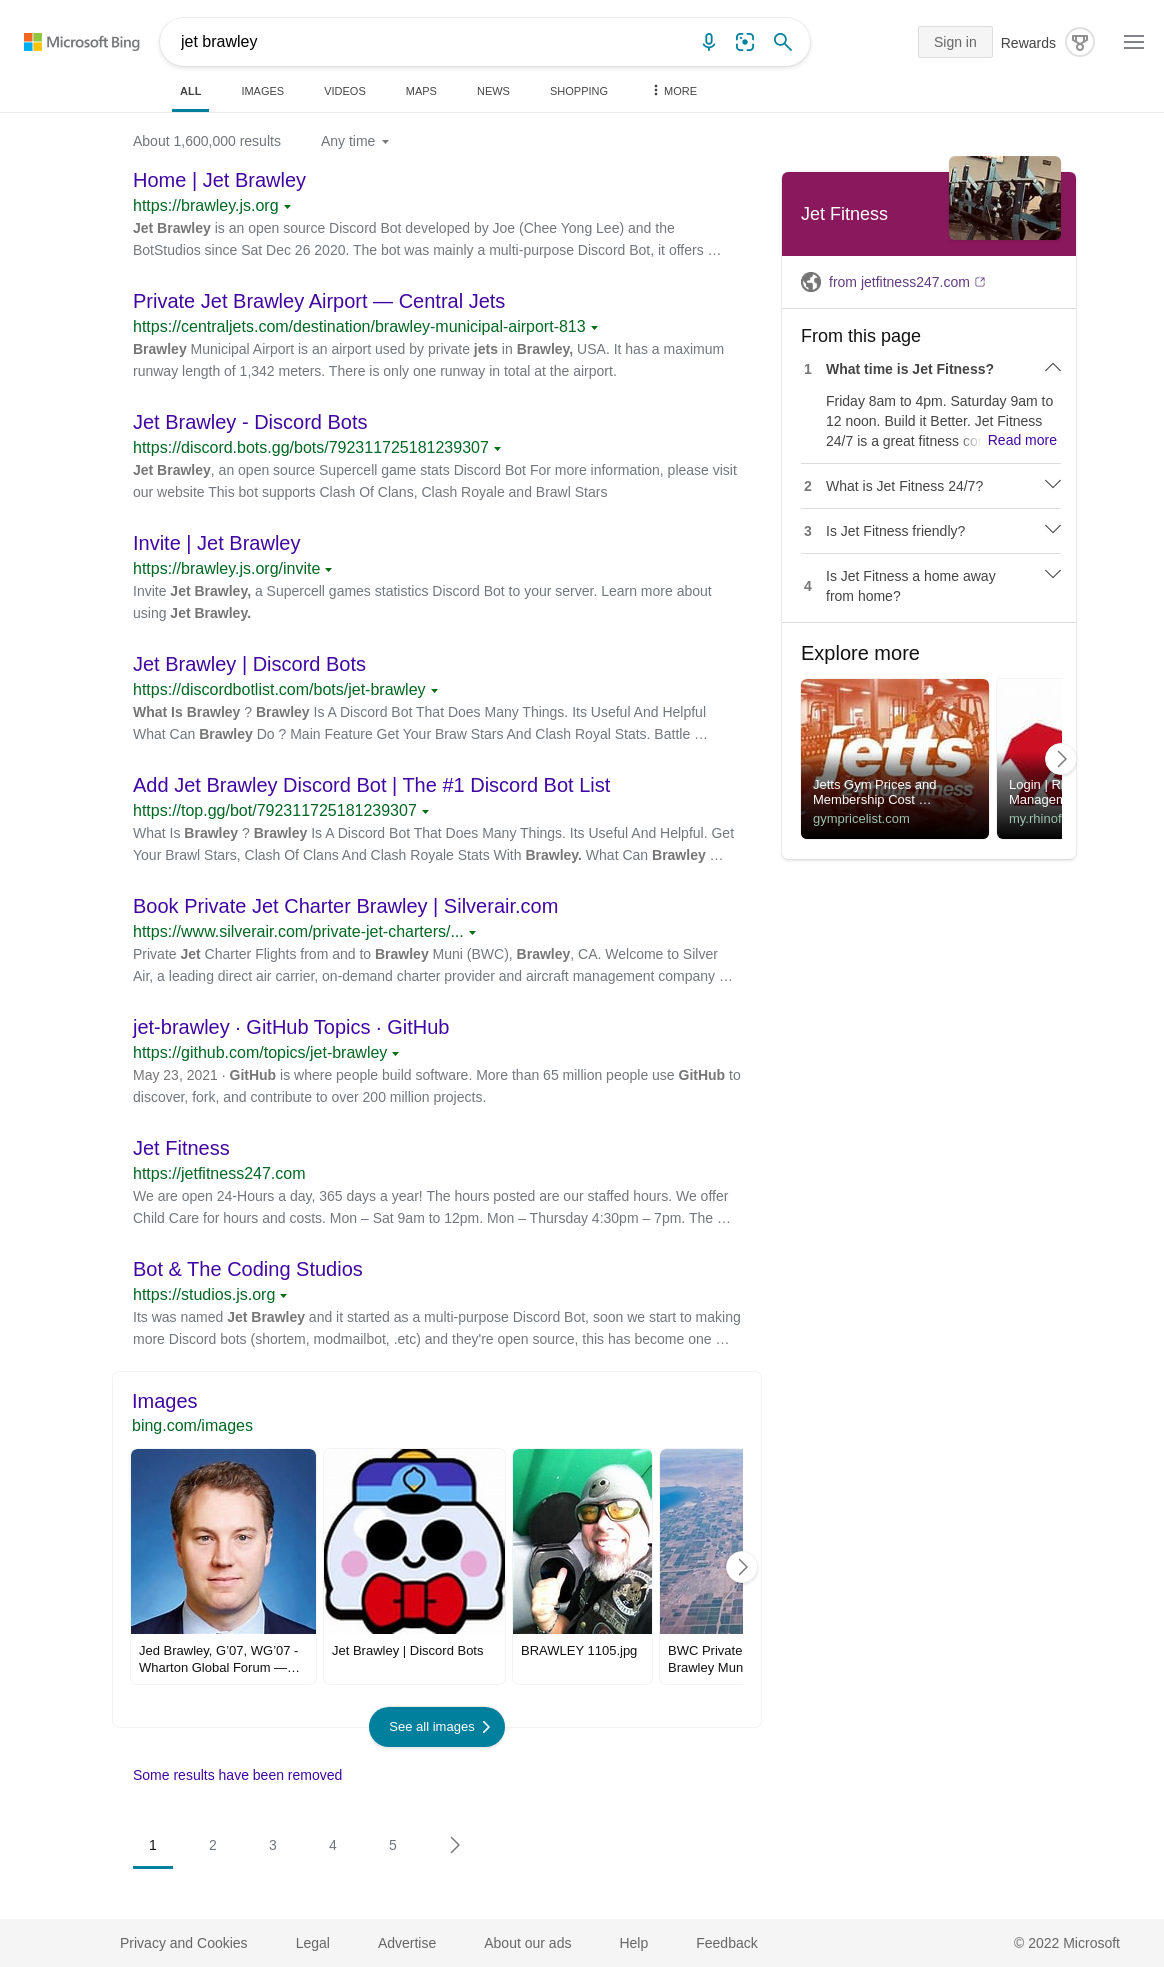 Microsoft Bing
jet brawley
Sign in
Rewards
ALL
IMAGES
VIDEOS
MAPS
NEWS
SHOPPING
MORE
About 1,600,000 results
Any time
Home | Jet Brawley
https://brawley.js.org
Jet Brawley is an open source Discord Bot developed by Joe (Chee Yong Lee) and the
BotStudios since Sat Dec 26 2020. The bot was mainly a multi-purpose Discord Bot, it offers …
Private Jet Brawley Airport — Central Jets
https://centraljets.com/destination/brawley-municipal-airport-813
Brawley Municipal Airport is an airport used by private jets in Brawley, USA. It has a maximum
runway length of 1,342 meters. There is only one runway in total at the airport.
Jet Brawley - Discord Bots
https://discord.bots.gg/bots/792311725181239307
Jet Brawley, an open source Supercell game stats Discord Bot For more information, please visit
our website This bot supports Clash Of Clans, Clash Royale and Brawl Stars
Invite | Jet Brawley
https://brawley.js.org/invite
Invite Jet Brawley, a Supercell games statistics Discord Bot to your server. Learn more about
using Jet Brawley.
Jet Brawley | Discord Bots
https://discordbotlist.com/bots/jet-brawley
What Is Brawley ? Brawley Is A Discord Bot That Does Many Things. Its Useful And Helpful
What Can Brawley Do ? Main Feature Get Your Braw Stars And Clash Royal Stats. Battle …
Add Jet Brawley Discord Bot | The #1 Discord Bot List
https://top.gg/bot/792311725181239307
What Is Brawley ? Brawley Is A Discord Bot That Does Many Things. Its Useful And Helpful. Get
Your Brawl Stars, Clash Of Clans And Clash Royale Stats With Brawley. What Can Brawley …
Book Private Jet Charter Brawley | Silverair.com
https://www.silverair.com/private-jet-charters/...
Private Jet Charter Flights from and to Brawley Muni (BWC), Brawley, CA. Welcome to Silver
Air, a leading direct air carrier, on-demand charter provider and aircraft management company …
jet-brawley · GitHub Topics · GitHub
https://github.com/topics/jet-brawley
May 23, 2021 · GitHub is where people build software. More than 65 million people use GitHub to
discover, fork, and contribute to over 200 million projects.
Jet Fitness
https://jetfitness247.com
We are open 24-Hours a day, 365 days a year! The hours posted are our staffed hours. We offer
Child Care for hours and costs. Mon – Sat 9am to 12pm. Mon – Thursday 4:30pm – 7pm. The …
Bot & The Coding Studios
https://studios.js.org
Its was named Jet Brawley and it started as a multi-purpose Discord Bot, soon we start to making
more Discord bots (shortem, modmailbot, .etc) and they're open source, this has become one …
Images
bing.com/images
Jed Brawley, G’07, WG’07 -
Wharton Global Forum —…
Jet Brawley | Discord Bots
BRAWLEY 1105.jpg
BWC Private
Brawley Mun
See all images
Some results have been removed
1
2
3
4
5
Jet Fitness
from jetfitness247.com
From this page
1 What time is Jet Fitness?
Friday 8am to 4pm. Saturday 9am to
12 noon. Build it Better. Jet Fitness
24/7 is a great fitness co Read more
2 What is Jet Fitness 24/7?
3 Is Jet Fitness friendly?
4 Is Jet Fitness a home away
from home?
Explore more
jetts
24 hour fitness
Jetts Gym Prices and
Membership Cost …
gympricelist.com
Login | R
Managem
my.rhinof
Privacy and Cookies
Legal
Advertise
About our ads
Help
Feedback
© 2022 Microsoft